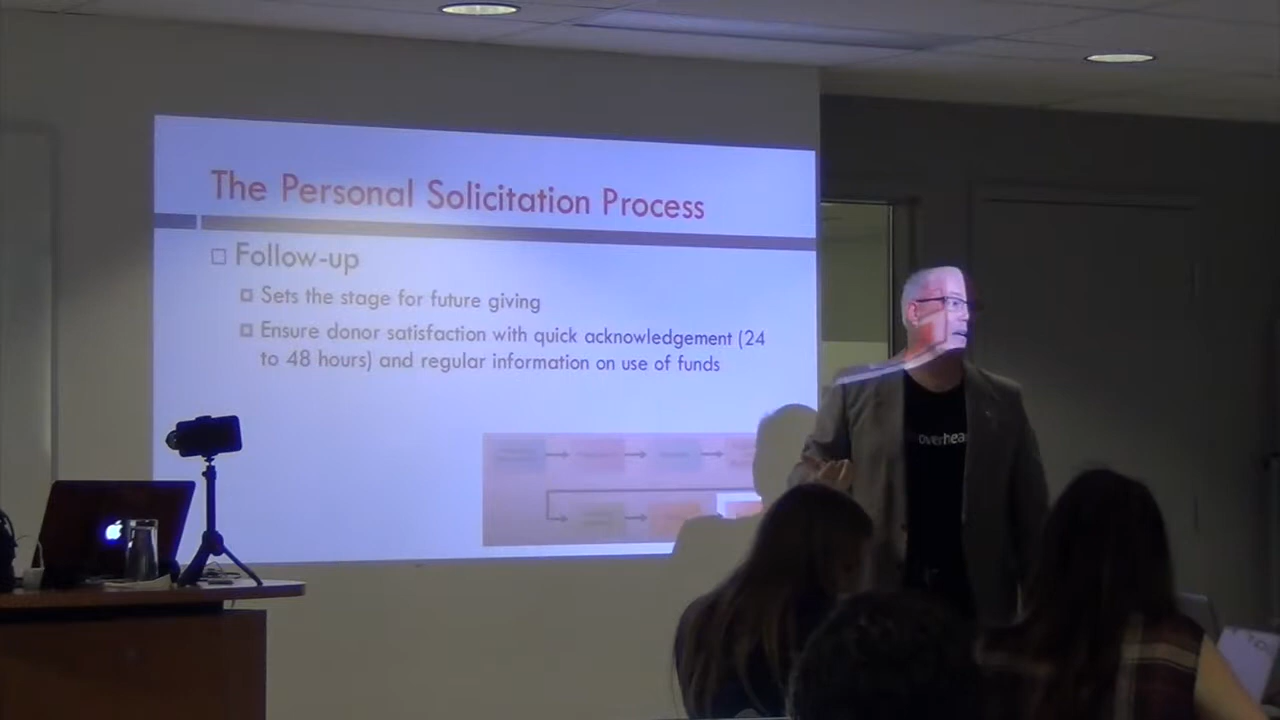 The Personal Solicitation Process
Follow-up
Sets the stage for future giving
Ensure donor satisfaction with quick acknowledgement (24
to 48 hours) and regular information on use of funds
overhea